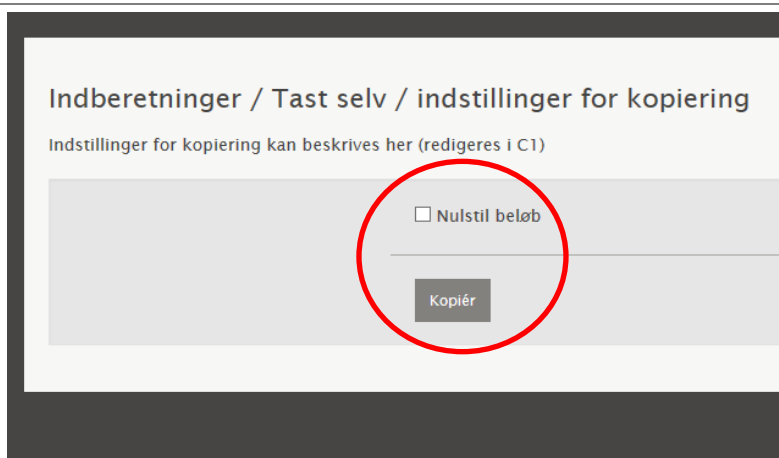 Indberetninger / Tast selv / indstillinger for kopiering
Indstillinger for kopiering kan beskrives her (redigeres i C1)
Nulstil beløb
Kopiér